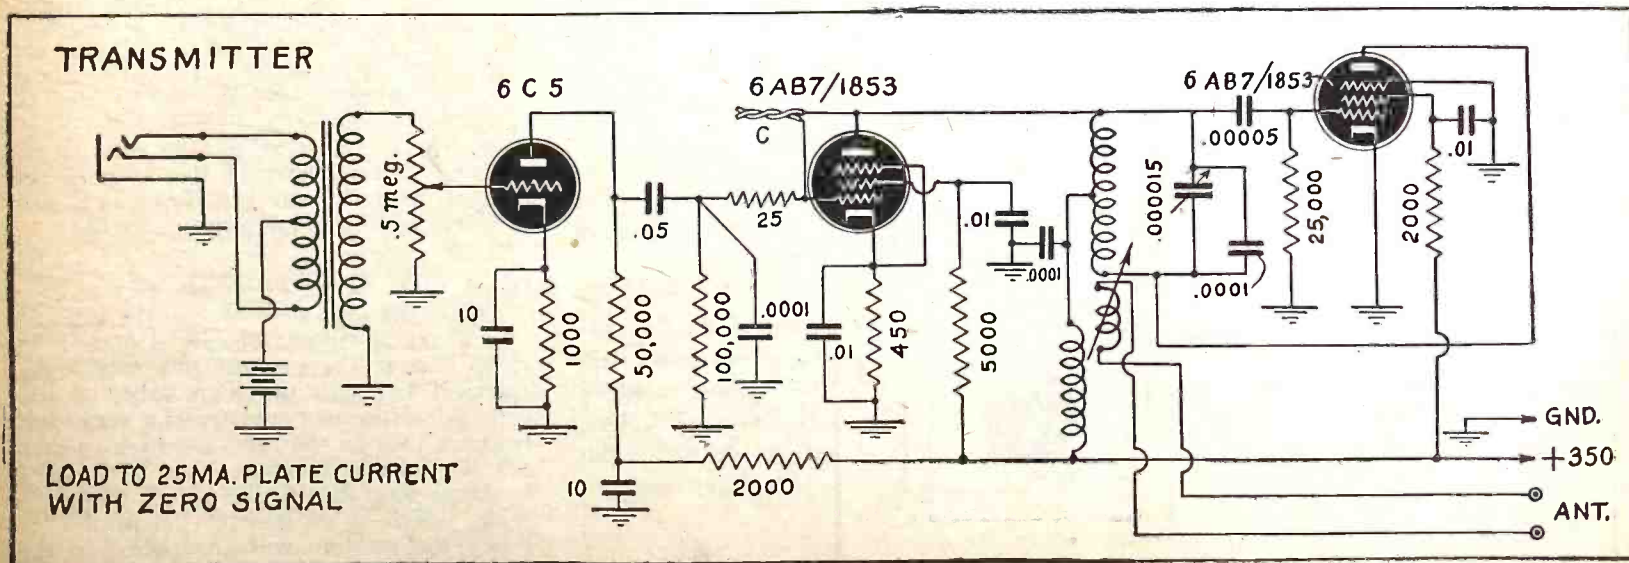 TRANSMITTER
6C5
6AB7/1853
6AB7/1853
C
.00005
.01
.5 meg.
.05
25
.01
.0001
.000015
25,000
2000
.0001
10
1000
50,000
100,000
.0001
.01
450
5000
GND.
+350
LOAD TO 25MA. PLATE CURRENT
WITH ZERO SIGNAL
10
2000
ANT.